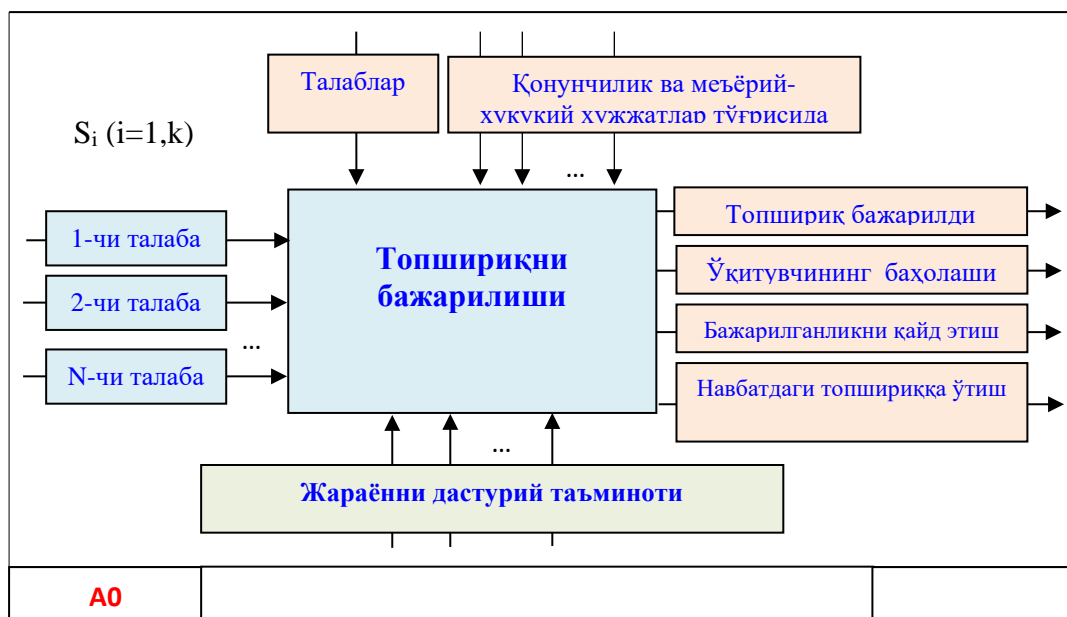 Талаблар
Қонунчилик ва меъёрий-
ҳуқуқий ҳужжатлар тўғрисида
S_i (i=1,k)
...
1-чи талаба
2-чи талаба
...
N-чи талаба
Топшириқни
бажарилиши
Топшириқ бажарилди
Ўқитувчининг баҳолаши
Бажарилганликни қайд этиш
Навбатдаги топшириққа ўтиш
...
Жараённи дастурий таъминоти
A0